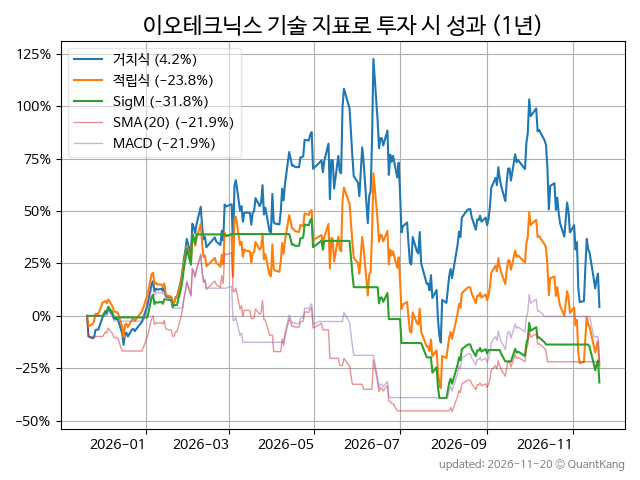 이오테크닉스 기술 지표로 투자 시 성과 (1년)
125%
100%
75%
50%
25%
0%
−25%
−50%
거치식 (4.2%)
적립식 (−23.8%)
SigM (−31.8%)
SMA(20) (−21.9%)
MACD (−21.9%)
2026-01
2026-03
2026-05
2026-07
2026-09
2026-11
updated: 2026-11-20 © QuantKang